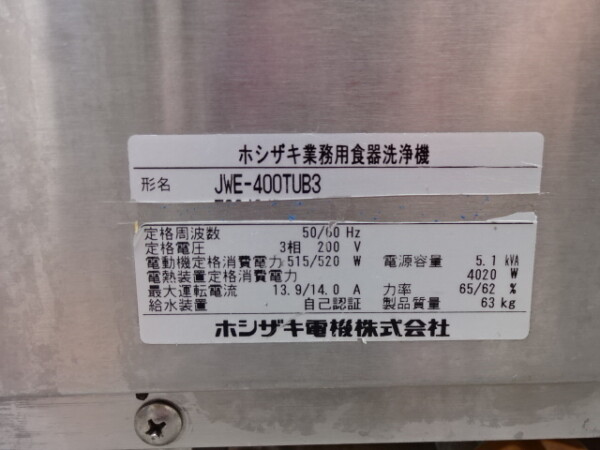 ホシザキ業務用食器洗浄機
形名 JWE-400TUB3
定格周波数 50/60 Hz
定格電圧 3相 200 V
電動機定格消費電力 515/520 W 電源容量 5.1 kVA
電熱装置定格消費電力 4020 W
最大運転電流 13.9/14.0 A 力率 65/62 %
給水装置 自己認証 製品質量 63 kg
ホシザキ電機株式会社